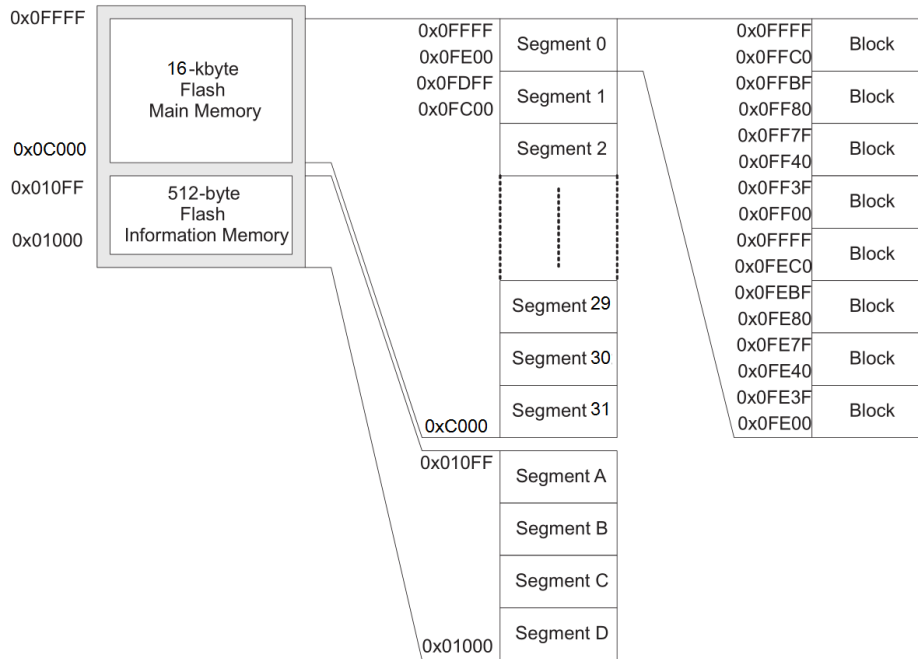 0x0FFFF
16-kbyte
Flash
Main Memory
0x0C000
0x010FF
512-byte
Flash
Information Memory
0x01000
0x0FFFF
0x0FE00
Segment 0
0x0FDFF
0x0FC00
Segment 1
Segment 2
Segment 29
Segment 30
Segment 31
0xC000
0x010FF
Segment A
Segment B
Segment C
Segment D
0x01000
0x0FFFF
0x0FFC0
Block
0x0FFBF
0x0FF80
Block
0x0FF7F
0x0FF40
Block
0x0FF3F
0x0FF00
Block
0x0FFFF
0x0FEC0
Block
0x0FEBF
0x0FE80
Block
0x0FE7F
0x0FE40
Block
0x0FE3F
0x0FE00
Block